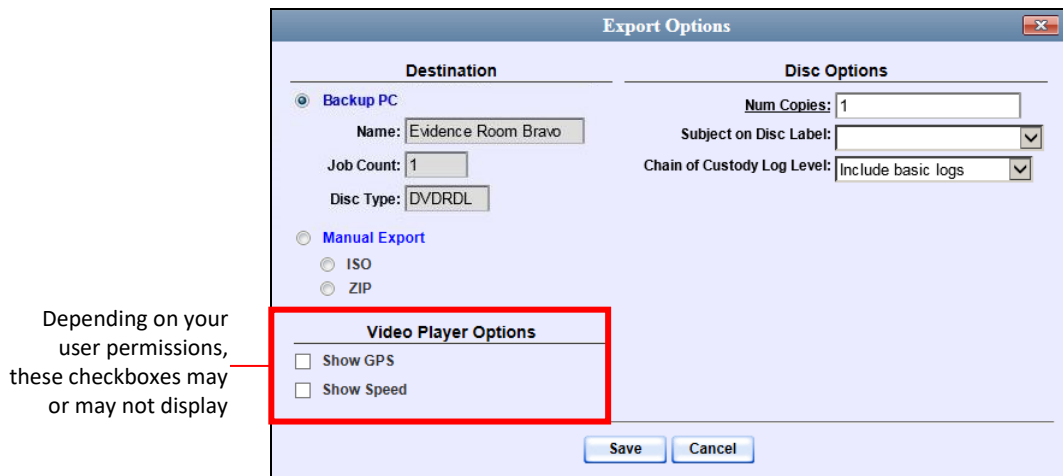 Export Options
Destination
Backup PC
Name: Evidence Room Bravo
Job Count: 1
Disc Type: DVDRDL
Manual Export
ISO
ZIP
Disc Options
Num Copies: 1
Subject on Disc Label:
Chain of Custody Log Level: Include basic logs
Depending on your
user permissions,
these checkboxes may
or may not display
Video Player Options
Show GPS
Show Speed
Save Cancel